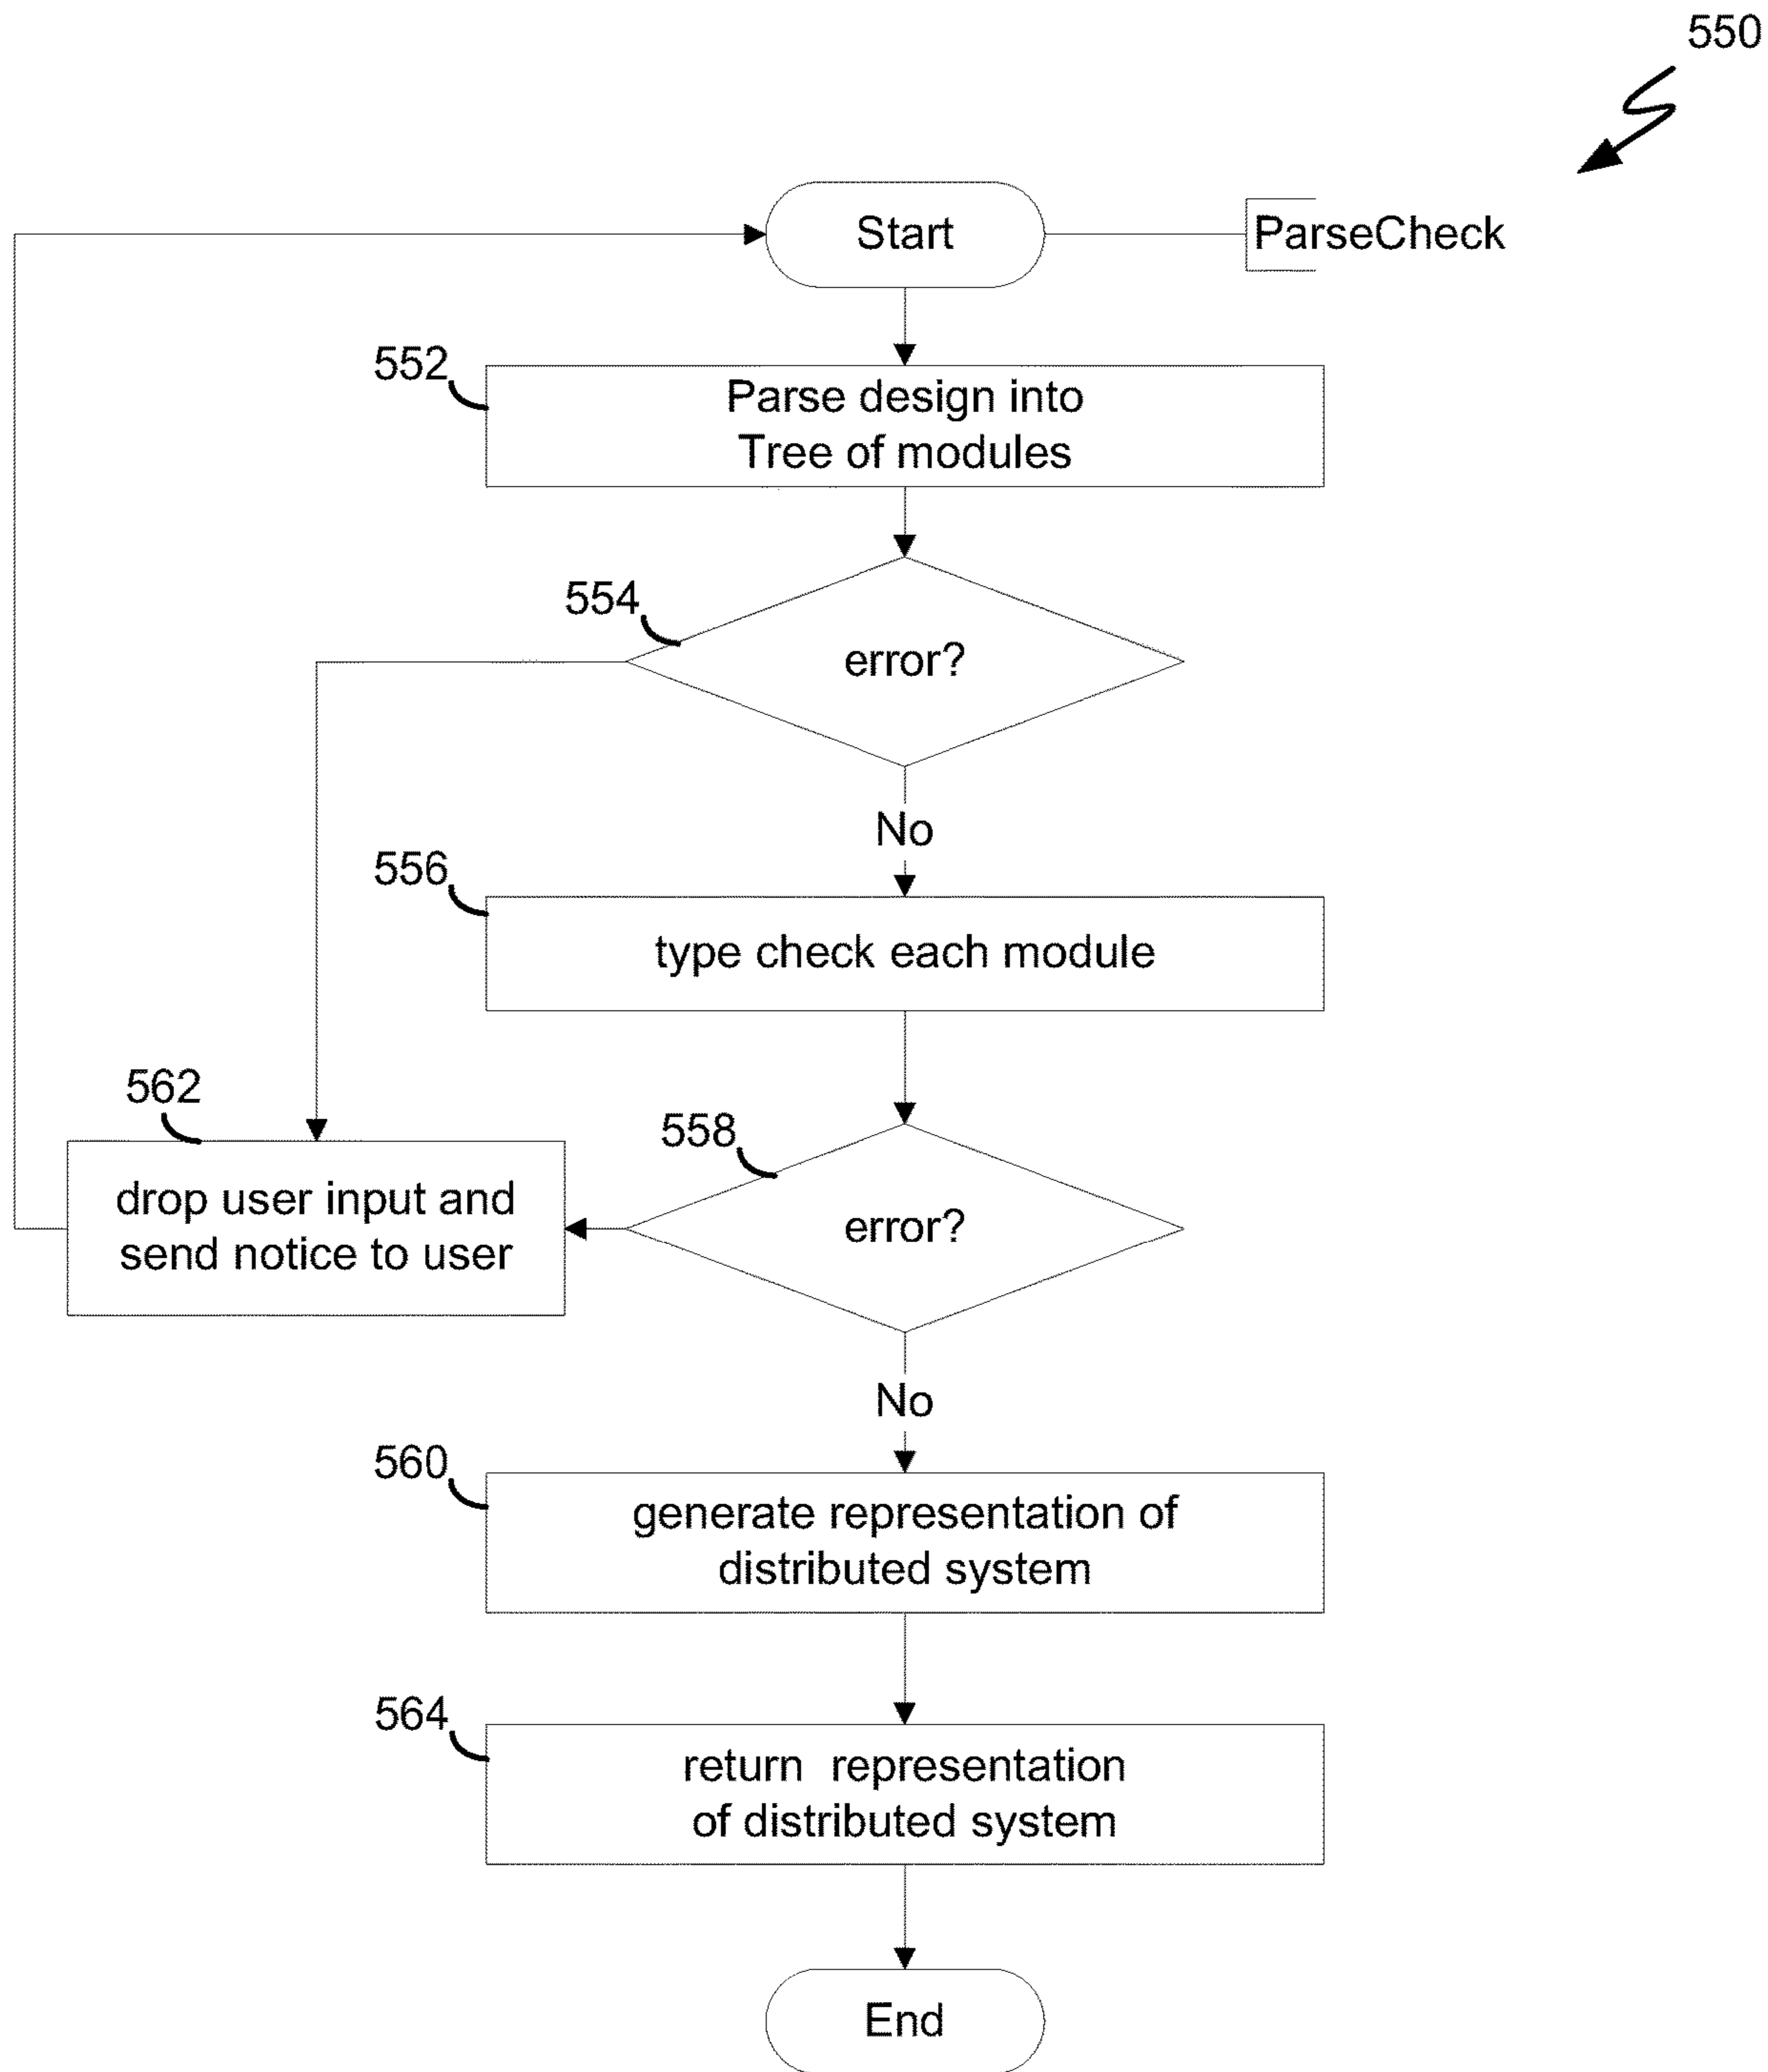 550
Start
ParseCheck
552
Parse design into
Tree of modules
554
error?
No
556
type check each module
562
558
drop user input and
send notice to user
error?
No
560
generate representation of
distributed system
564
return representation
of distributed system
End